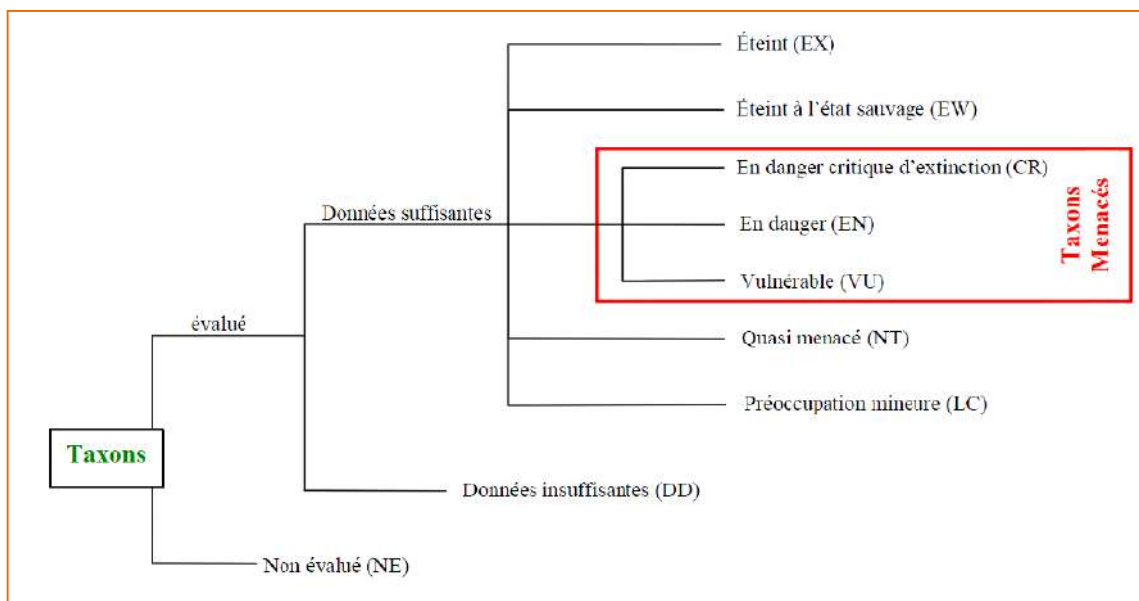 Éteint (EX)
Éteint à l'état sauvage (EW)
En danger critique d'extinction (CR)
Données suffisantes
En danger (EN)
Taxons
Menacés
Vulnérable (VU)
évalué
Quasi menacé (NT)
Préoccupation mineure (LC)
Taxons
Données insuffisantes (DD)
Non évalué (NE)